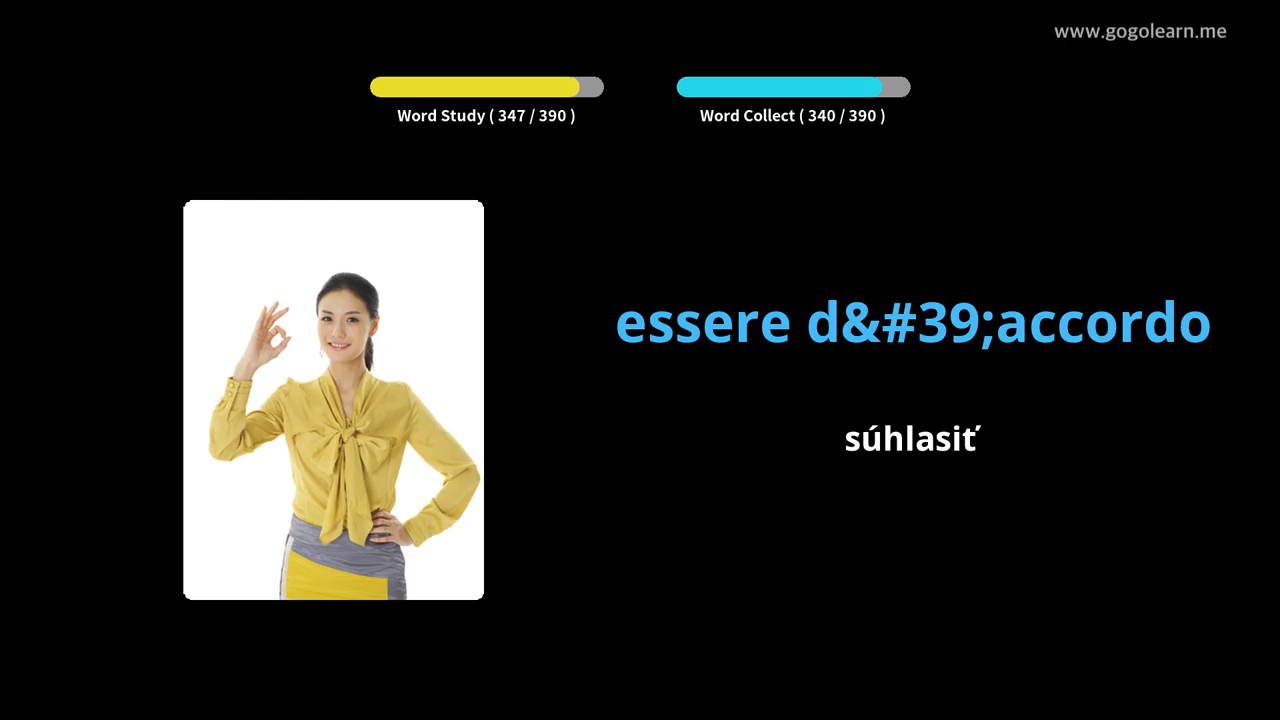 www.gogolearn.me
Word Study ( 347 / 390 )
Word Collect ( 340 / 390 )
essere d&#39;accordo
súhlasiť